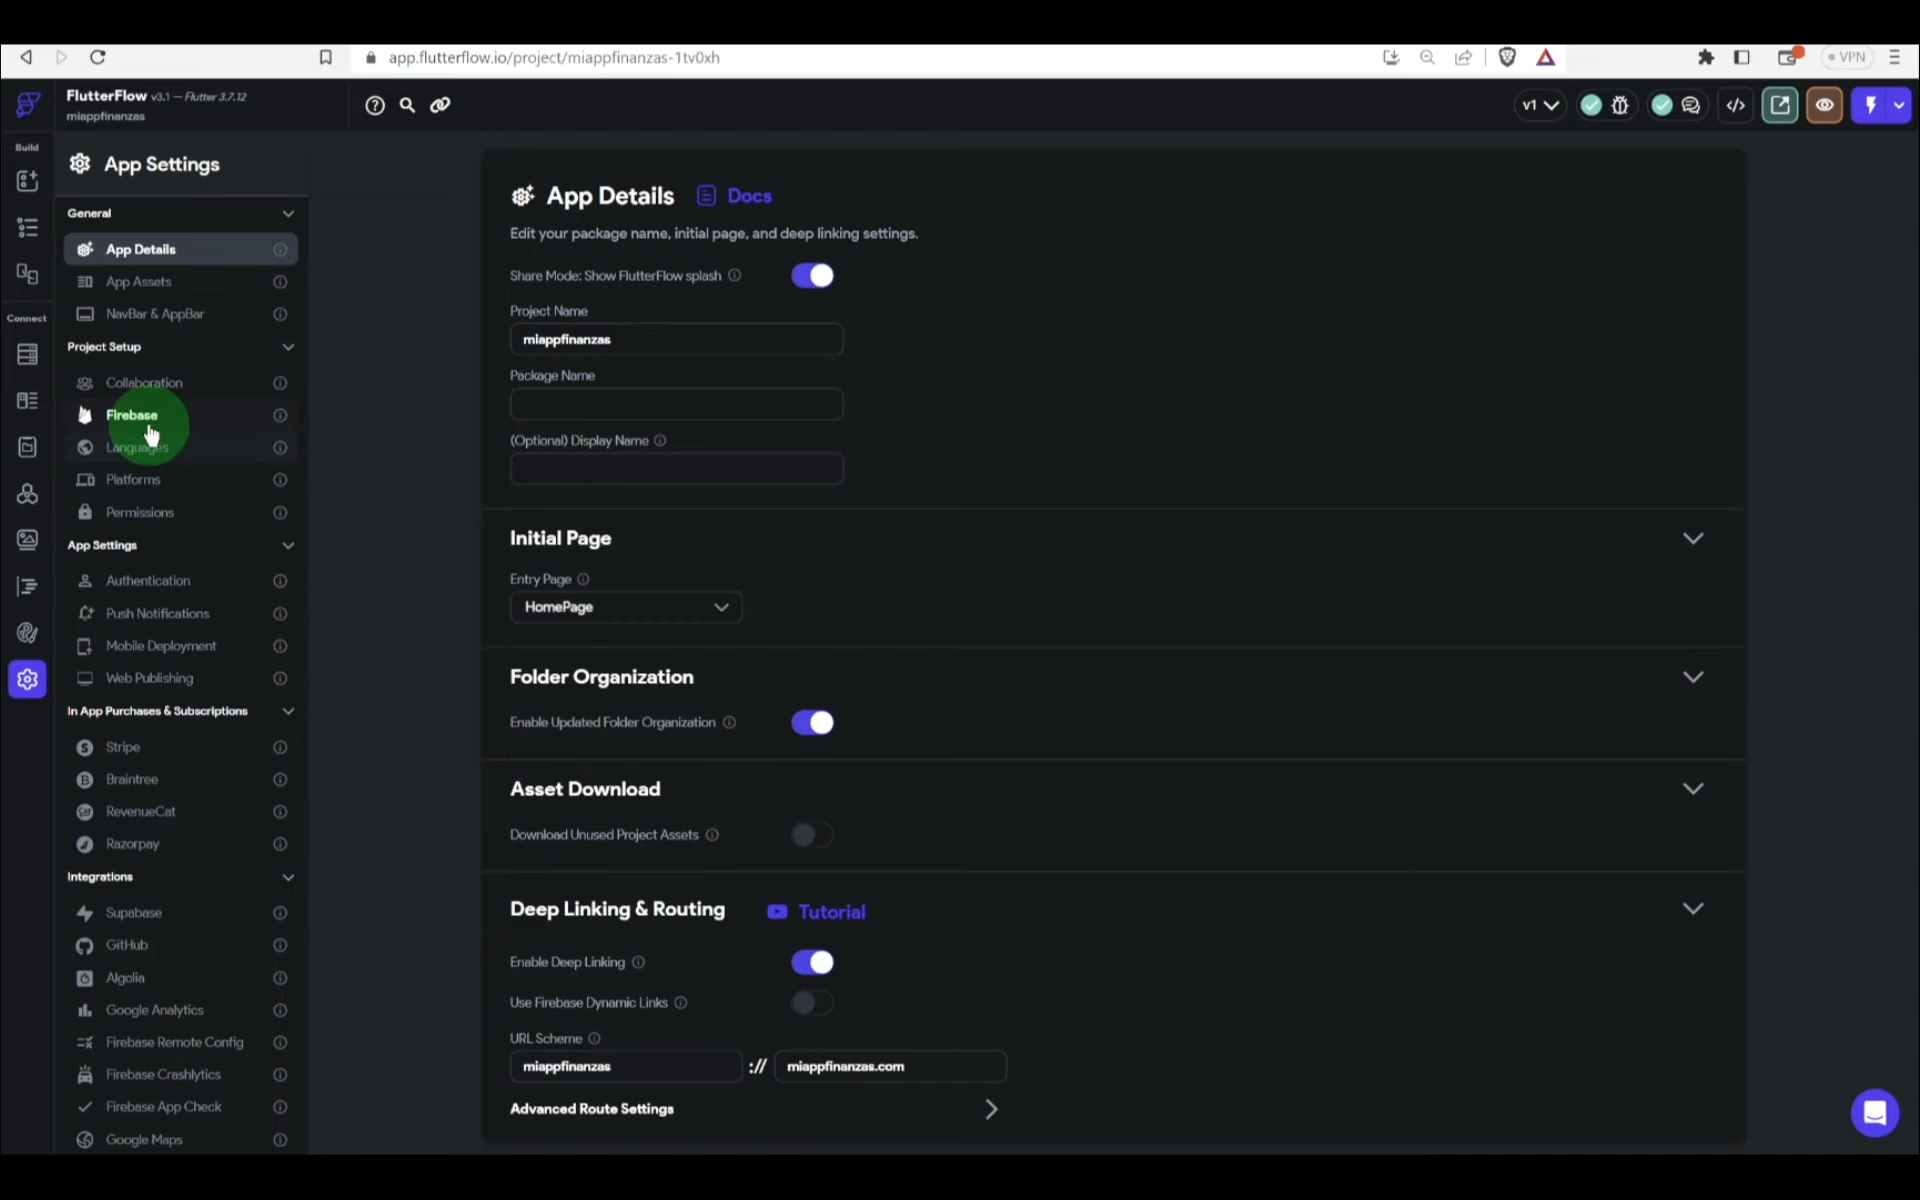 app.flutterflow.io/project/miappfinanzas-1tv0xh
VPN
FlutterFlow v3.1 — Flutter 3.7.12
miappfinanzas
v1
Build
Connect
App Settings
General
App Details
App Assets
NavBar & AppBar
Project Setup
Collaboration
Firebase
Languages
Platforms
Permissions
App Settings
Authentication
Push Notifications
Mobile Deployment
Web Publishing
In App Purchases & Subscriptions
Stripe
Braintree
RevenueCat
Razorpay
Integrations
Supabase
GitHub
Algolia
Google Analytics
Firebase Remote Config
Firebase Crashlytics
Firebase App Check
Google Maps
App Details Docs
Edit your package name, initial page, and deep linking settings.
Share Mode: Show FlutterFlow splash
Project Name
miappfinanzas
Package Name
(Optional) Display Name
Initial Page
Entry Page
HomePage
Folder Organization
Enable Updated Folder Organization
Asset Download
Download Unused Project Assets
Deep Linking & Routing Tutorial
Enable Deep Linking
Use Firebase Dynamic Links
URL Scheme
miappfinanzas :// miappfinanzas.com
Advanced Route Settings